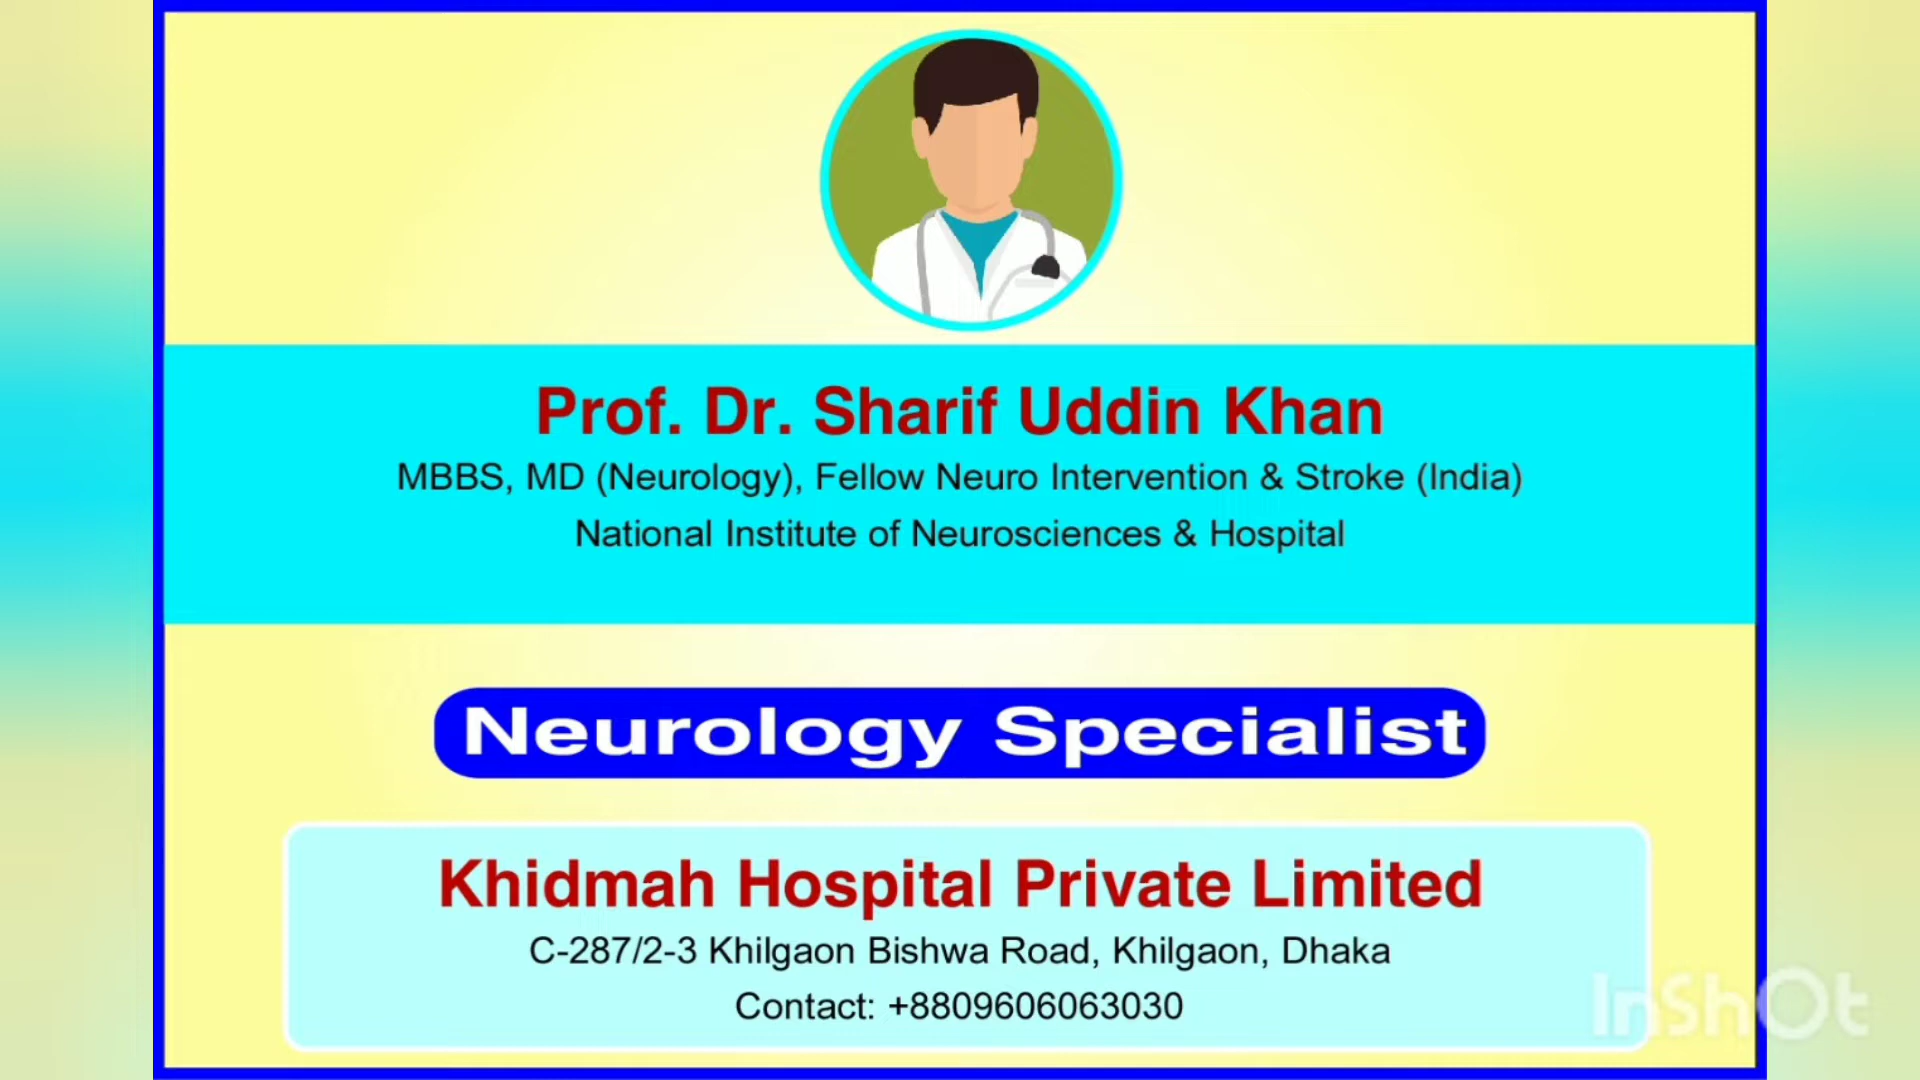 Prof. Dr. Sharif Uddin Khan
MBBS, MD (Neurology), Fellow Neuro Intervention & Stroke (India)
National Institute of Neurosciences & Hospital
Neurology Specialist
Khidmah Hospital Private Limited
C-287/2-3 Khilgaon Bishwa Road, Khilgaon, Dhaka
Contact: +8809606063030
InShOt